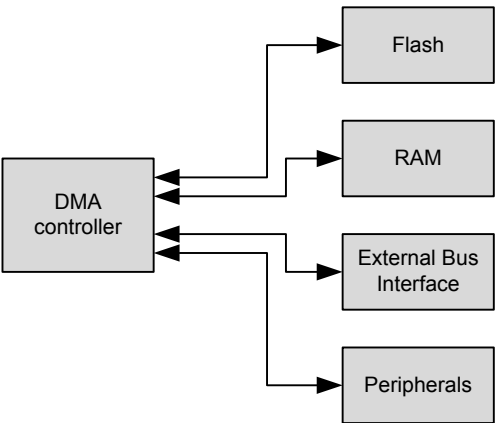 Flash
RAM
DMA
controller
External Bus
Interface
Peripherals